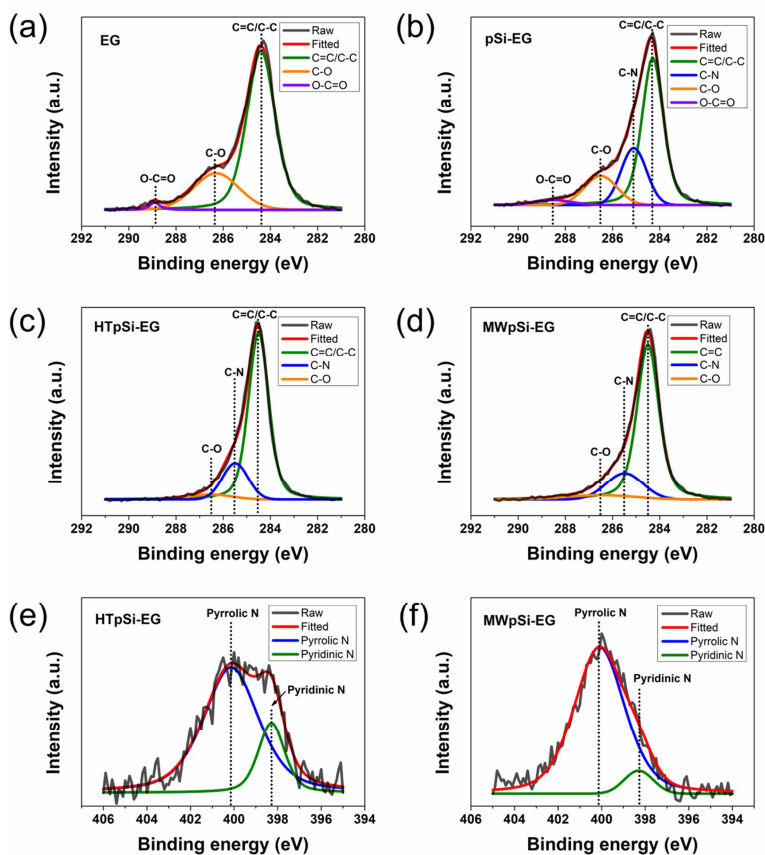 (a)
EG
C=C/C-C
Raw
Fitted
C=C/C-C
C-O
O-C=O
O-C=O
C-O
Intensity (a.u.)
292 290 288 286 284 282 280
Binding energy (eV)
(b)
pSi-EG
C=C/C-C
Raw
Fitted
C=C/C-C
C-N
C-O
O-C=O
C-N
C-O
O-C=O
Intensity (a.u.)
292 290 288 286 284 282 280
Binding energy (eV)
(c)
HTpSi-EG
C=C/C-C
Raw
Fitted
C=C/C-C
C-N
C-O
C-N
C-O
Intensity (a.u.)
292 290 288 286 284 282 280
Binding energy (eV)
(d)
MWpSi-EG
C=C/C-C
Raw
Fitted
C=C
C-N
C-O
C-N
C-O
Intensity (a.u.)
292 290 288 286 284 282 280
Binding energy (eV)
(e)
HTpSi-EG
Pyrrolic N
Raw
Fitted
Pyrrolic N
Pyridinic N
Pyridinic N
Intensity (a.u.)
406 404 402 400 398 396 394
Binding energy (eV)
(f)
MWpSi-EG
Pyrrolic N
Raw
Fitted
Pyrrolic N
Pyridinic N
Pyridinic N
Intensity (a.u.)
406 404 402 400 398 396 394
Binding energy (eV)